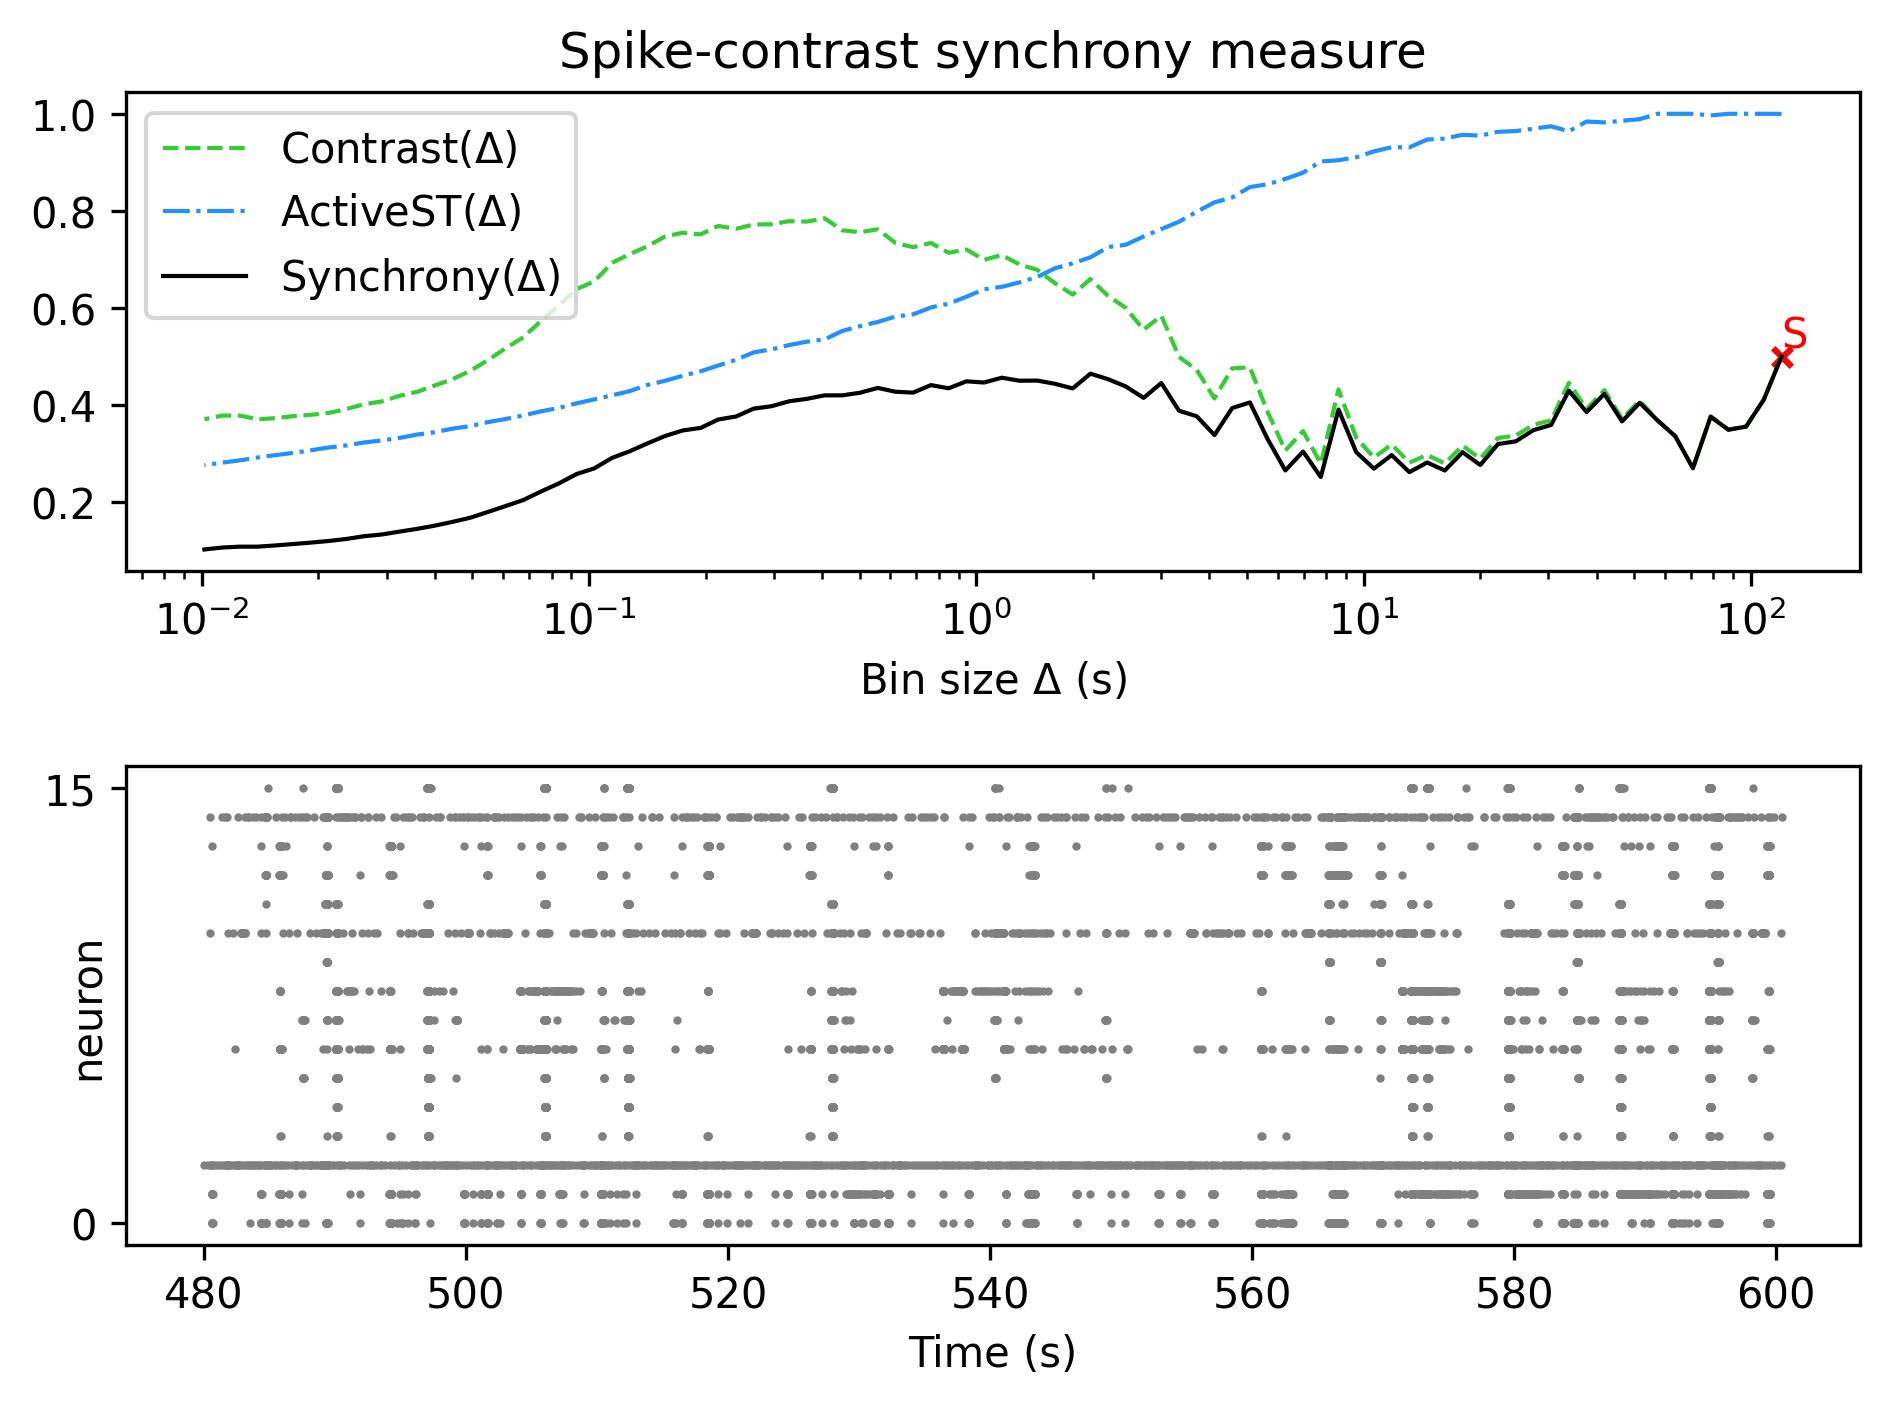 Spike-contrast synchrony measure
1.0
0.8
0.6
0.4
0.2
Contrast(Δ)
ActiveST(Δ)
Synchrony(Δ)
S
10⁻² 10⁻¹ 10⁰ 10¹ 10²
Bin size Δ (s)
15
0
neuron
480 500 520 540 560 580 600
Time (s)